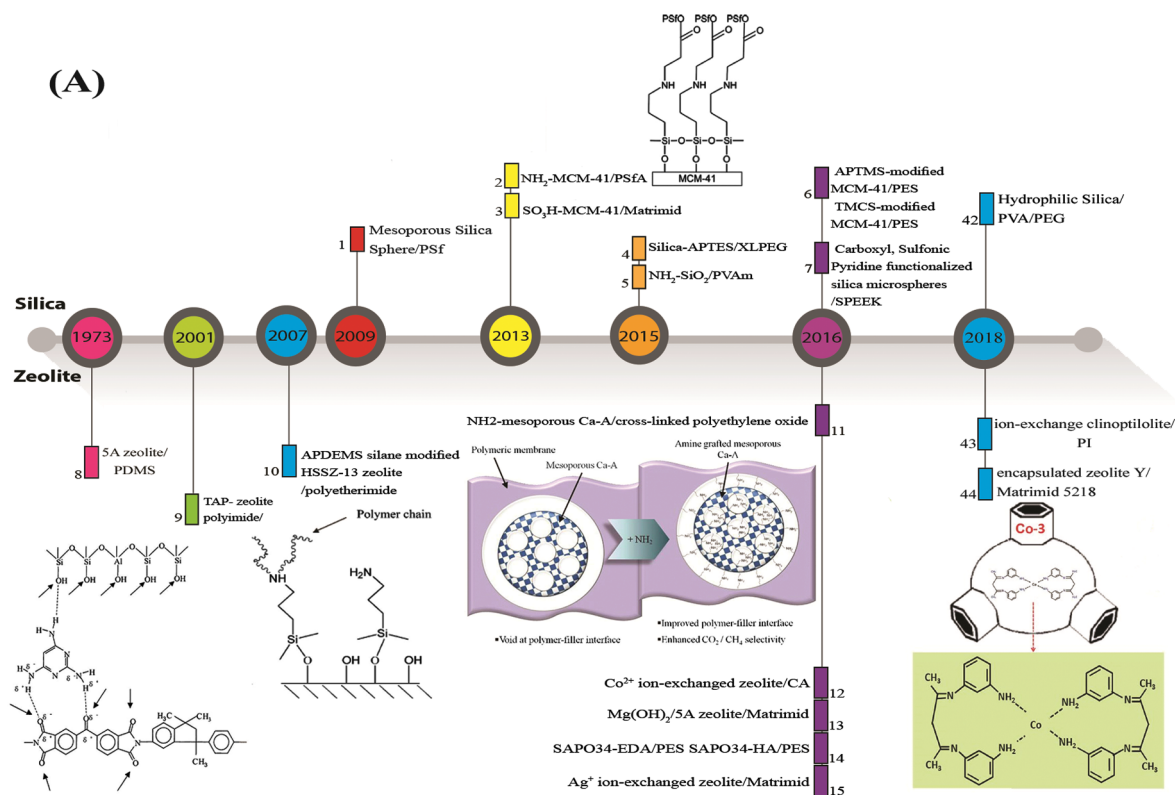 (A)
PSfO
PSfO
PSfO
O
O
O
NH
NH
NH
Si
O
Si
O
Si
O
O
O
MCM-41
2
NH₂-MCM-41/PSfA
3
SO₃H-MCM-41/Matrimid
1
Mesoporous Silica
Sphere/PSf
4
Silica-APTES/XLPEG
5
NH₂-SiO₂/PVAm
6
APTMS-modified
MCM-41/PES
TMCS-modified
MCM-41/PES
7
Carboxyl, Sulfonic
Pyridine functionalized
silica microspheres
/SPEEK
42
Hydrophilic Silica/
PVA/PEG
Silica
1973
2001
2007
2009
2013
2015
2016
2018
Zeolite
8
5A zeolite/
PDMS
9
TAP- zeolite
polyimide/
10
APDEMS silane modified
HSSZ-13 zeolite
/polyetherimide
NH2-mesoporous Ca-A/cross-linked polyethylene oxide
11
43
ion-exchange clinoptilolite/
PI
44
encapsulated zeolite Y/
Matrimid 5218
Polymeric membrane
Mesoporous Ca-A
Amine grafted mesoporous
Ca-A
+ NH₂
▪Void at polymer-filler interface
▪Improved polymer-filler interface
▪Enhanced CO₂ / CH₄ selectivity
Polymer chain
NH
H₂N
Si
Si
O
OH
O
OH
O
O
O
O
Si
Si
Al
Si
Si
OH
OH
OH
OH
OH
H
N
H
N
N
δ⁻
N
H
δ⁺
δ⁻
N
H
δ⁺
O
δ⁻
δ⁺
O
δ⁻
δ⁺
O
N
N
O
O
H₃C
CH₃
CH₃
Co-3
Co²⁺ ion-exchanged zeolite/CA
12
Mg(OH)₂/5A zeolite/Matrimid
13
SAPO34-EDA/PES SAPO34-HA/PES
14
Ag⁺ ion-exchanged zeolite/Matrimid
15
CH₃
N
NH₂
NH₂
N
CH₃
Co
CH₃
N
NH₂
NH₂
N
CH₃